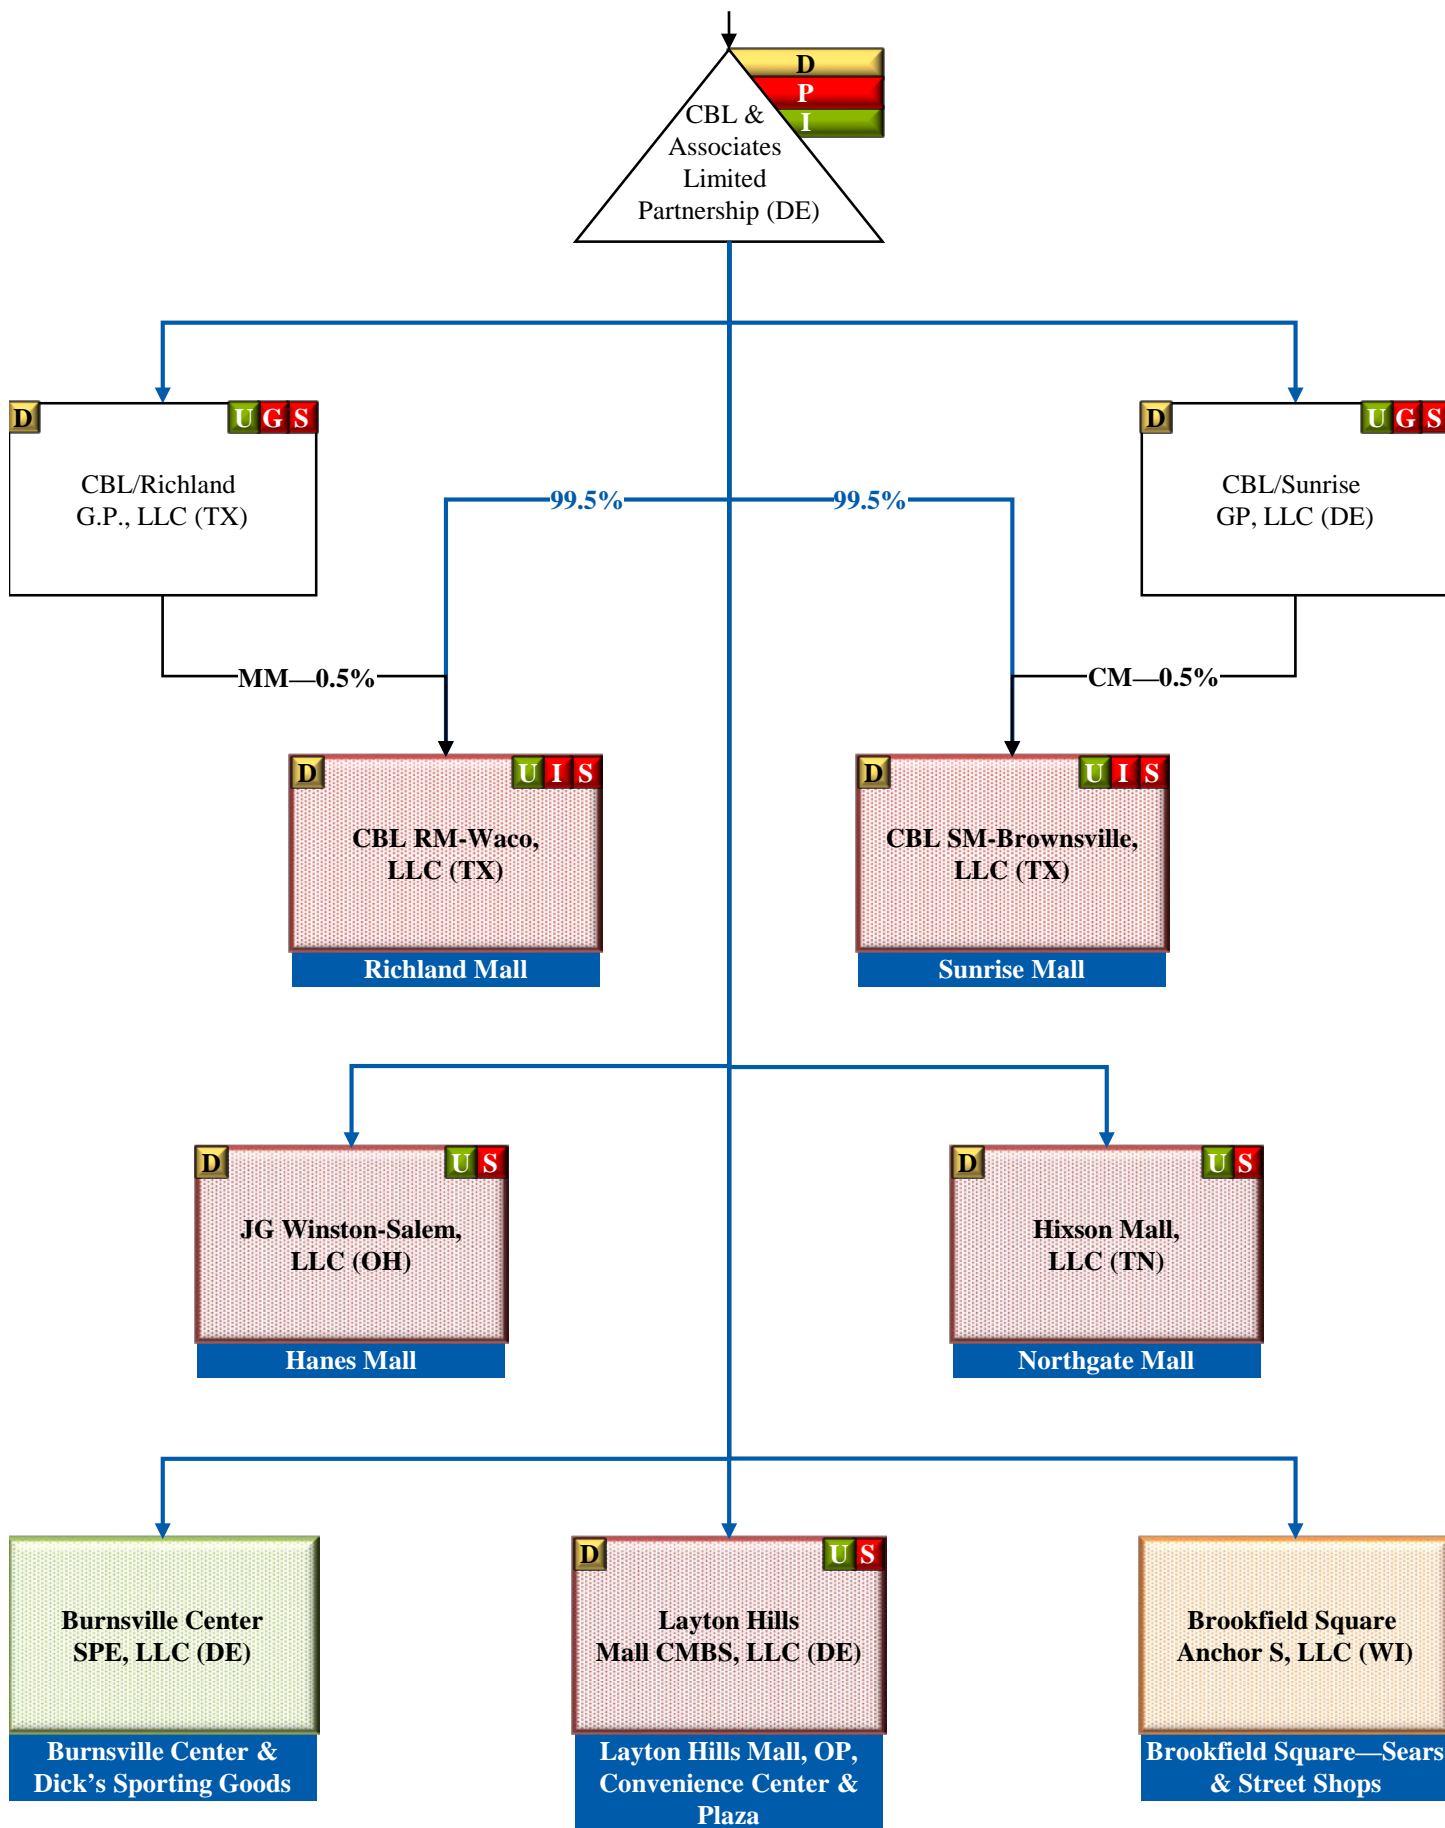 D
P
I
CBL &
Associates
Limited
Partnership (DE)
D
U G S
CBL/Richland
G.P., LLC (TX)
D
U G S
CBL/Sunrise
GP, LLC (DE)
99.5%
99.5%
MM—0.5%
CM—0.5%
D
U I S
CBL RM-Waco,
LLC (TX)
Richland Mall
D
U I S
CBL SM-Brownsville,
LLC (TX)
Sunrise Mall
D
U S
JG Winston-Salem,
LLC (OH)
Hanes Mall
D
U S
Hixson Mall,
LLC (TN)
Northgate Mall
Burnsville Center
SPE, LLC (DE)
Burnsville Center &
Dick's Sporting Goods
D
U S
Layton Hills
Mall CMBS, LLC (DE)
Layton Hills Mall, OP,
Convenience Center &
Plaza
Brookfield Square
Anchor S, LLC (WI)
Brookfield Square—Sears
& Street Shops